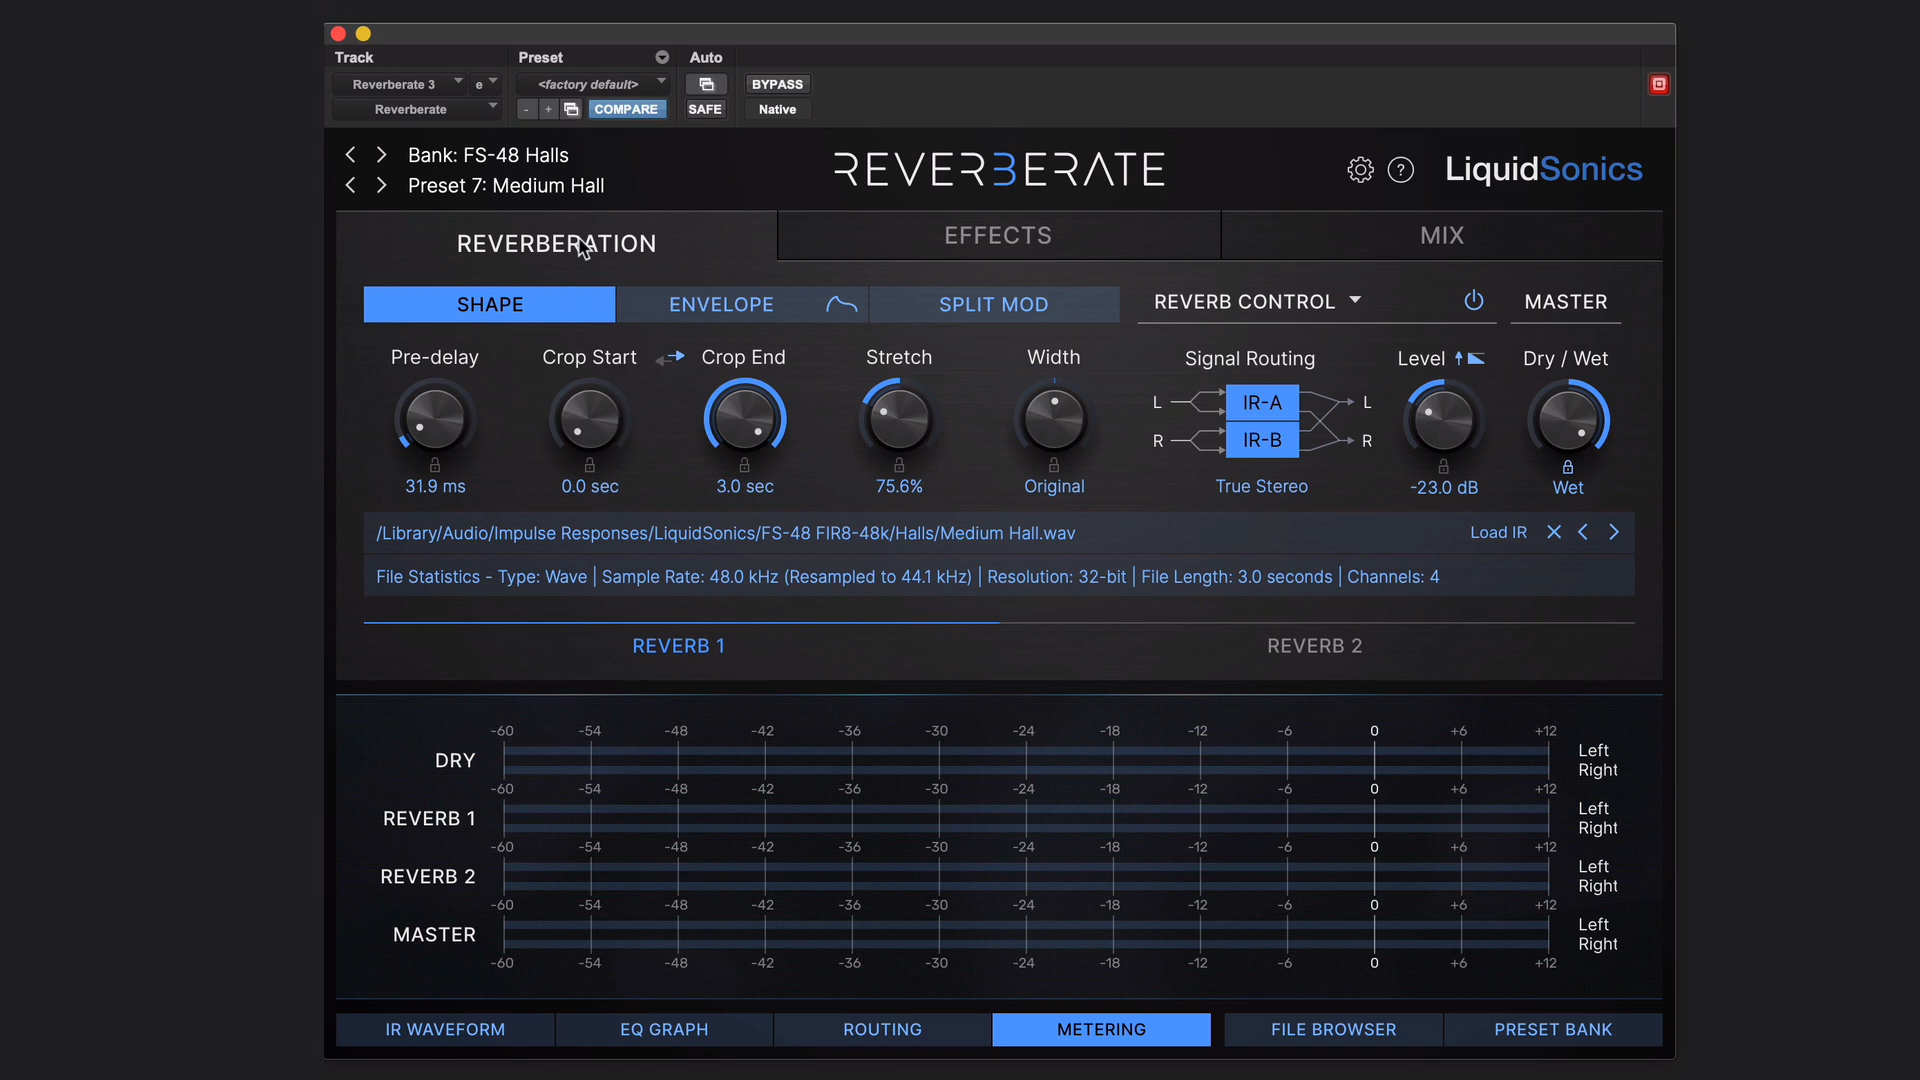 Track
Preset
Auto
Reverberate 3
e
<factory default>
BYPASS
Reverberate
-
+
COMPARE
SAFE
Native
Bank: FS-48 Halls
Preset 7: Medium Hall
REVER3ERATE
?
LiquidSonics
REVERBERATION
EFFECTS
MIX
SHAPE
ENVELOPE
SPLIT MOD
REVERB CONTROL
MASTER
Pre-delay
Crop Start
Crop End
Stretch
Width
Signal Routing
Level
Dry / Wet
L
IR-A
L
R
IR-B
R
31.9 ms
0.0 sec
3.0 sec
75.6%
Original
True Stereo
-23.0 dB
Wet
/Library/Audio/Impulse Responses/LiquidSonics/FS-48 FIR8-48k/Halls/Medium Hall.wav
Load IR
File Statistics - Type: Wave | Sample Rate: 48.0 kHz (Resampled to 44.1 kHz) | Resolution: 32-bit | File Length: 3.0 seconds | Channels: 4
REVERB 1
REVERB 2
-60 -54 -48 -42 -36 -30 -24 -18 -12 -6 0 +6 +12
DRY
Left
Right
-60 -54 -48 -42 -36 -30 -24 -18 -12 -6 0 +6 +12
REVERB 1
Left
Right
-60 -54 -48 -42 -36 -30 -24 -18 -12 -6 0 +6 +12
REVERB 2
Left
Right
-60 -54 -48 -42 -36 -30 -24 -18 -12 -6 0 +6 +12
MASTER
Left
Right
-60 -54 -48 -42 -36 -30 -24 -18 -12 -6 0 +6 +12
IR WAVEFORM
EQ GRAPH
ROUTING
METERING
FILE BROWSER
PRESET BANK